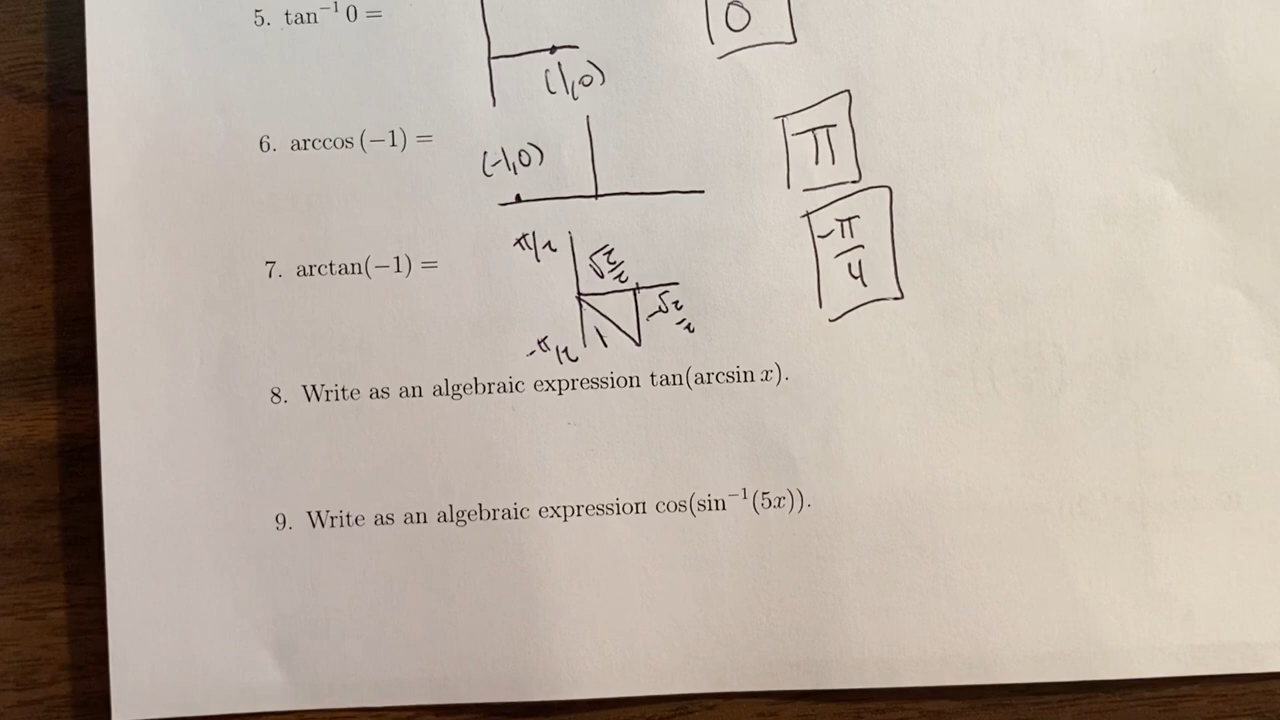 5. tan⁻¹ 0 =
0
(1,0)
6. arccos (−1) =
(-1,0)
π
7. arctan(−1) =
π/2
√2/2
-√2/2
-π/2
1
-π/4
8. Write as an algebraic expression tan(arcsin x).
9. Write as an algebraic expression cos(sin⁻¹(5x)).